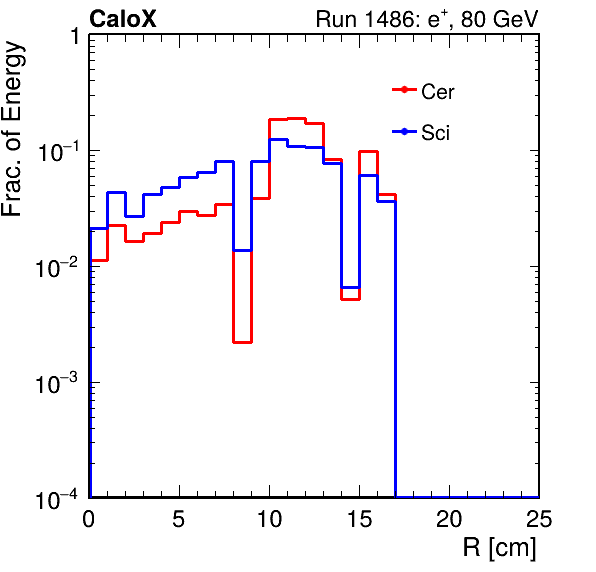 CaloX Run 1486: e⁺, 80 GeV
Frac. of Energy
1
10⁻¹
10⁻²
10⁻³
10⁻⁴
Cer
Sci
0 5 10 15 20 25
R [cm]